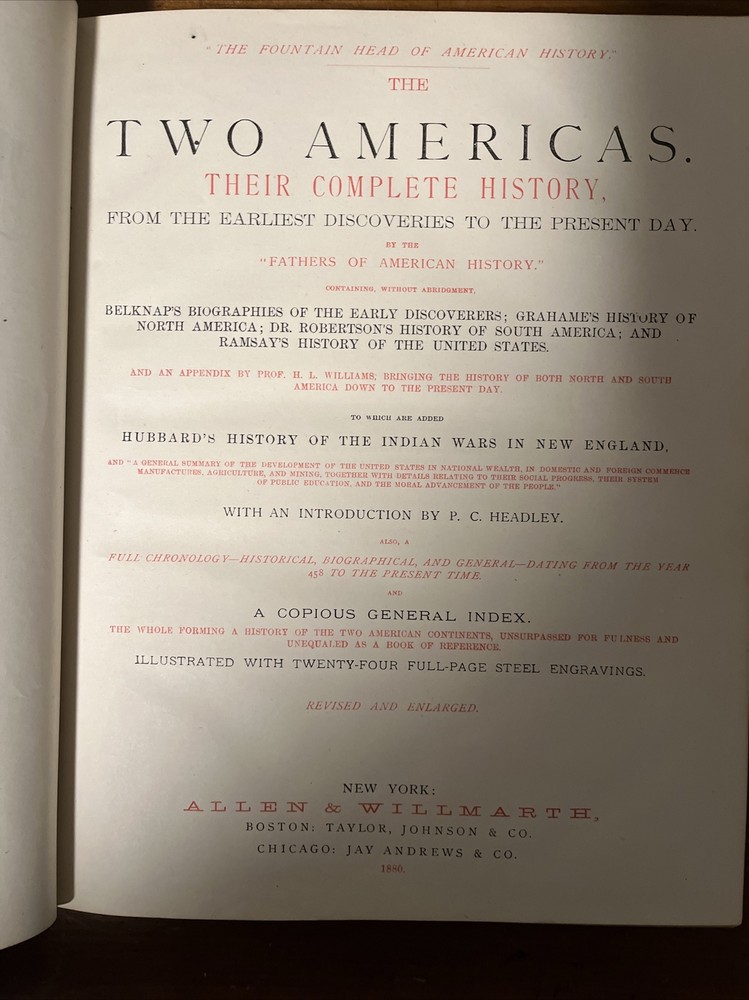 "THE FOUNTAIN HEAD OF AMERICAN HISTORY."
THE
TWO AMERICAS.
THEIR COMPLETE HISTORY,
FROM THE EARLIEST DISCOVERIES TO THE PRESENT DAY.
BY THE
"FATHERS OF AMERICAN HISTORY."
CONTAINING, WITHOUT ABRIDGMENT,
BELKNAP'S BIOGRAPHIES OF THE EARLY DISCOVERERS; GRAHAME'S HISTORY OF
NORTH AMERICA; DR. ROBERTSON'S HISTORY OF SOUTH AMERICA; AND
RAMSAY'S HISTORY OF THE UNITED STATES.
AND AN APPENDIX BY PROF. H. L. WILLIAMS; BRINGING THE HISTORY OF BOTH NORTH AND SOUTH
AMERICA DOWN TO THE PRESENT DAY.
TO WHICH ARE ADDED
HUBBARD'S HISTORY OF THE INDIAN WARS IN NEW ENGLAND,
AND "A GENERAL SUMMARY OF THE DEVELOPMENT OF THE UNITED STATES IN NATIONAL WEALTH, IN DOMESTIC AND FOREIGN COMMERCE
MANUFACTURES, AGRICULTURE, AND MINING, TOGETHER WITH DETAILS RELATING TO THEIR SOCIAL PROGRESS, THEIR SYSTEM
OF PUBLIC EDUCATION, AND THE MORAL ADVANCEMENT OF THE PEOPLE."
WITH AN INTRODUCTION BY P. C. HEADLEY.
ALSO, A
FULL CHRONOLOGY—HISTORICAL, BIOGRAPHICAL, AND GENERAL—DATING FROM THE YEAR
458 TO THE PRESENT TIME.
AND
A COPIOUS GENERAL INDEX.
THE WHOLE FORMING A HISTORY OF THE TWO AMERICAN CONTINENTS, UNSURPASSED FOR FULNESS AND
UNEQUALED AS A BOOK OF REFERENCE.
ILLUSTRATED WITH TWENTY-FOUR FULL-PAGE STEEL ENGRAVINGS.
REVISED AND ENLARGED.
NEW YORK:
ALLEN & WILLMARTH,
BOSTON: TAYLOR, JOHNSON & CO.
CHICAGO: JAY ANDREWS & CO.
1880.